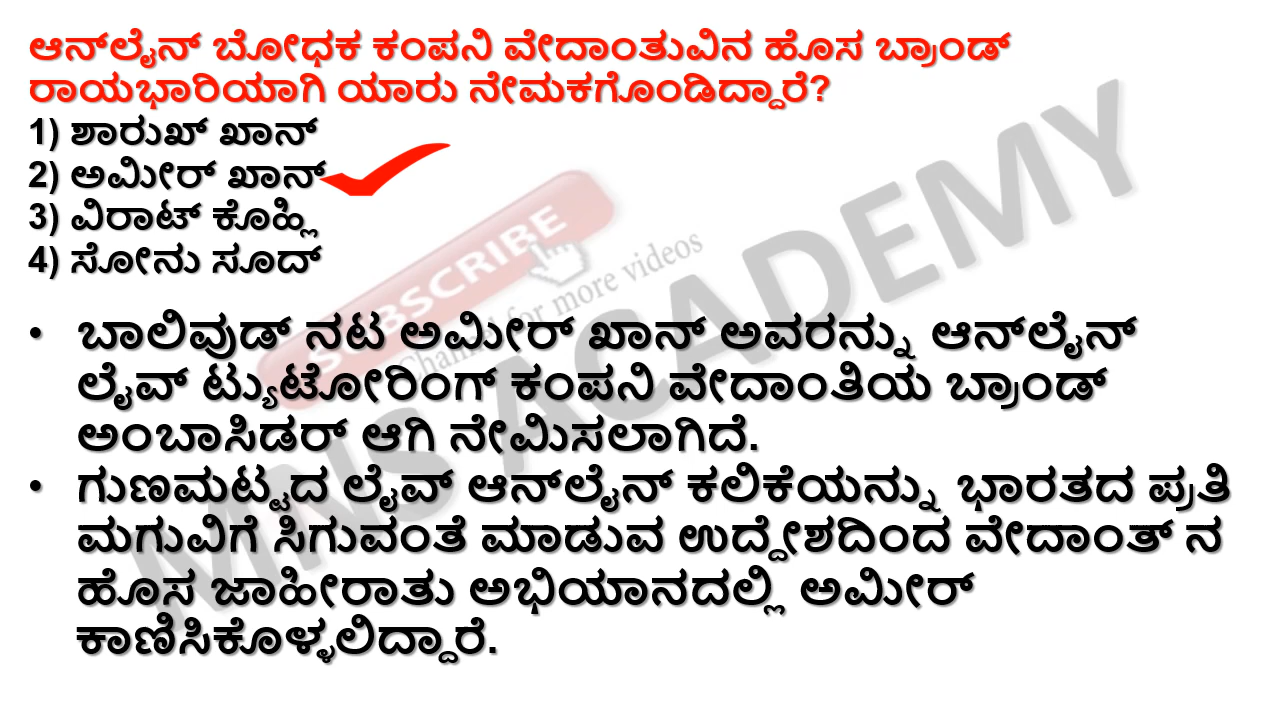 ಆನ್‌ಲೈನ್ ಬೋಧಕ ಕಂಪನಿ ವೇದಾಂತುವಿನ ಹೊಸ ಬ್ರಾಂಡ್
ರಾಯಭಾರಿಯಾಗಿ ಯಾರು ನೇಮಕಗೊಂಡಿದ್ದಾರೆ?
1) ಶಾರುಖ್ ಖಾನ್
2) ಅಮೀರ್ ಖಾನ್
3) ವಿರಾಟ್ ಕೊಹ್ಲಿ
4) ಸೋನು ಸೂದ್
SUBSCRIBE
Channel for more videos
MNS ACADEMY
• ಬಾಲಿವುಡ್ ನಟ ಅಮೀರ್ ಖಾನ್ ಅವರನ್ನು ಆನ್‌ಲೈನ್
ಲೈವ್ ಟ್ಯುಟೋರಿಂಗ್ ಕಂಪನಿ ವೇದಾಂತಿಯ ಬ್ರಾಂಡ್
ಅಂಬಾಸಿಡರ್ ಆಗಿ ನೇಮಿಸಲಾಗಿದೆ.
• ಗುಣಮಟ್ಟದ ಲೈವ್ ಆನ್‌ಲೈನ್ ಕಲಿಕೆಯನ್ನು ಭಾರತದ ಪ್ರತಿ
ಮಗುವಿಗೆ ಸಿಗುವಂತೆ ಮಾಡುವ ಉದ್ದೇಶದಿಂದ ವೇದಾಂತ್ ನ
ಹೊಸ ಜಾಹೀರಾತು ಅಭಿಯಾನದಲ್ಲಿ ಅಮೀರ್
ಕಾಣಿಸಿಕೊಳ್ಳಲಿದ್ದಾರೆ.